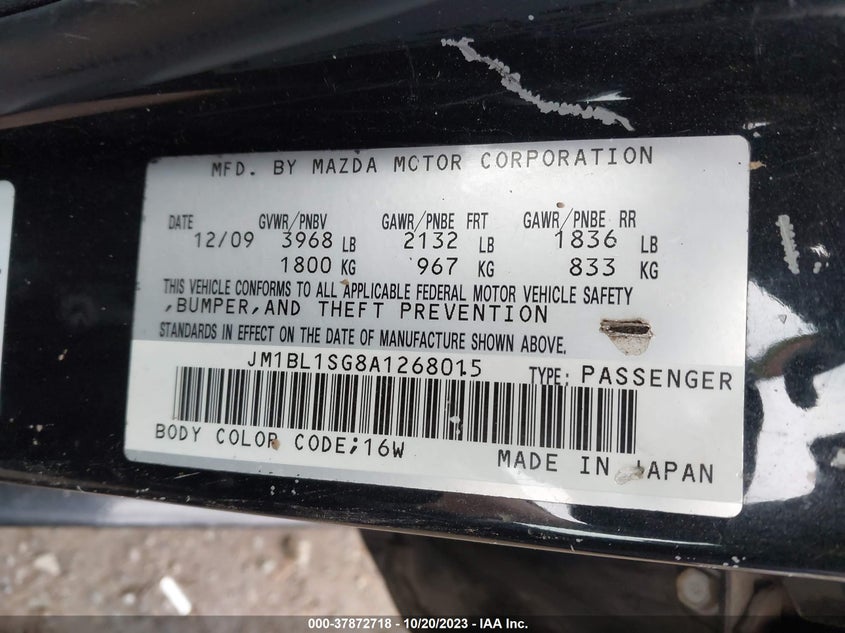 MFD. BY MAZDA MOTOR CORPORATION
DATE GVWR/PNBV GAWR/PNBE FRT GAWR/PNBE RR
12/09 3968 LB 2132 LB 1836 LB
1800 KG 967 KG 833 KG
THIS VEHICLE CONFORMS TO ALL APPLICABLE FEDERAL MOTOR VEHICLE SAFETY
,BUMPER,AND THEFT PREVENTION
STANDARDS IN EFFECT ON THE DATE OF MANUFACTURE SHOWN ABOVE.
JM1BL1SG8A1268015 TYPE: PASSENGER
BODY COLOR CODE;16W
MADE IN JAPAN
000-37872718 - 10/20/2023 - IAA Inc.